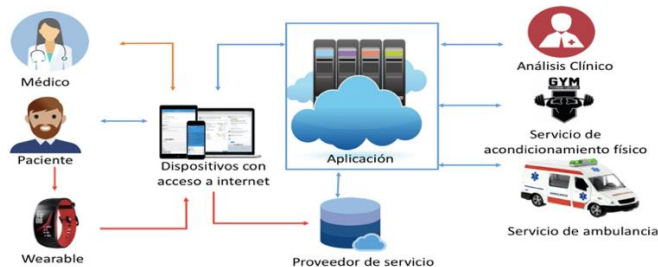 Médico
Paciente
Wearable
Dispositivos con
acceso a internet
Aplicación
Proveedor de servicio
Análisis Clínico
GYM
Servicio de
acondicionamiento físico
Servicio de ambulancia